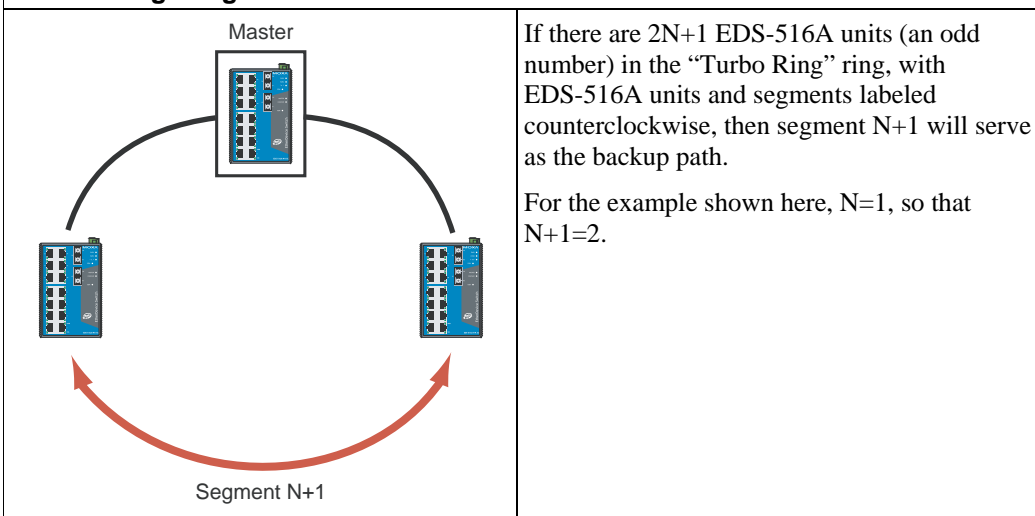 Master
Segment N+1
If there are 2N+1 EDS-516A units (an odd
number) in the “Turbo Ring” ring, with
EDS-516A units and segments labeled
counterclockwise, then segment N+1 will serve
as the backup path.
For the example shown here, N=1, so that
N+1=2.